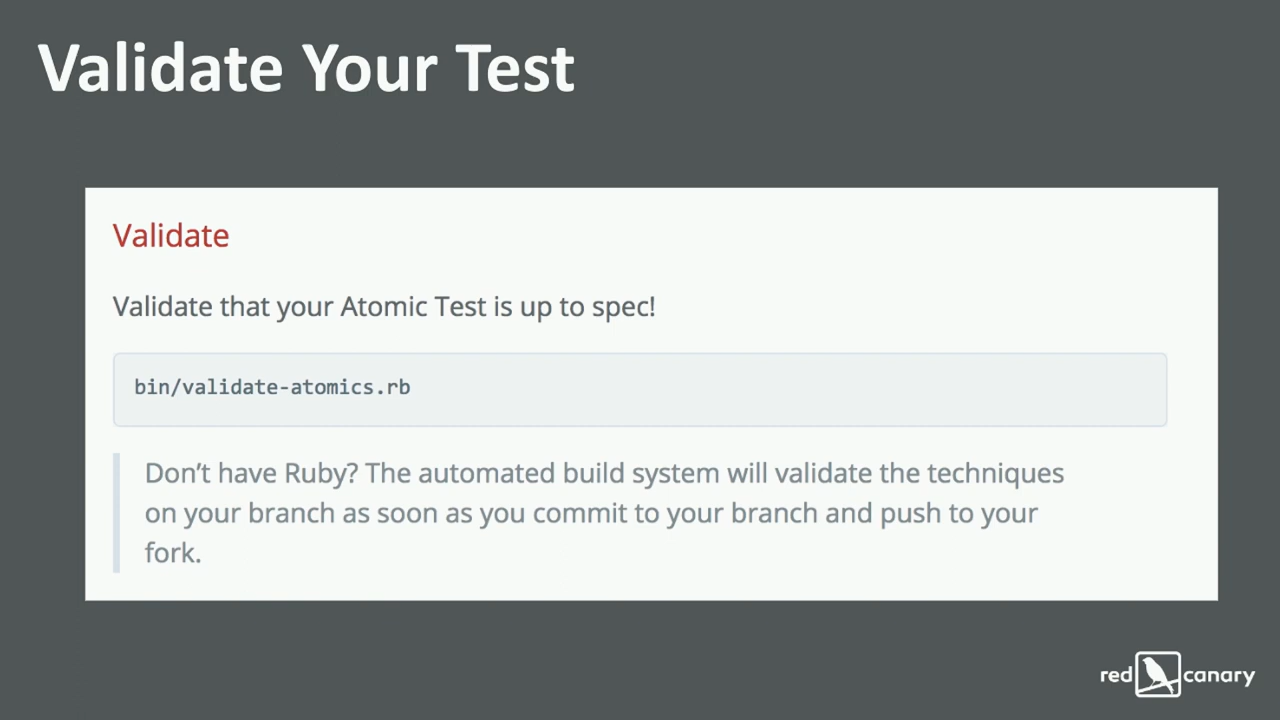 Validate Your Test
Validate
Validate that your Atomic Test is up to spec!
bin/validate-atomics.rb
Don’t have Ruby? The automated build system will validate the techniques
on your branch as soon as you commit to your branch and push to your
fork.
red canary